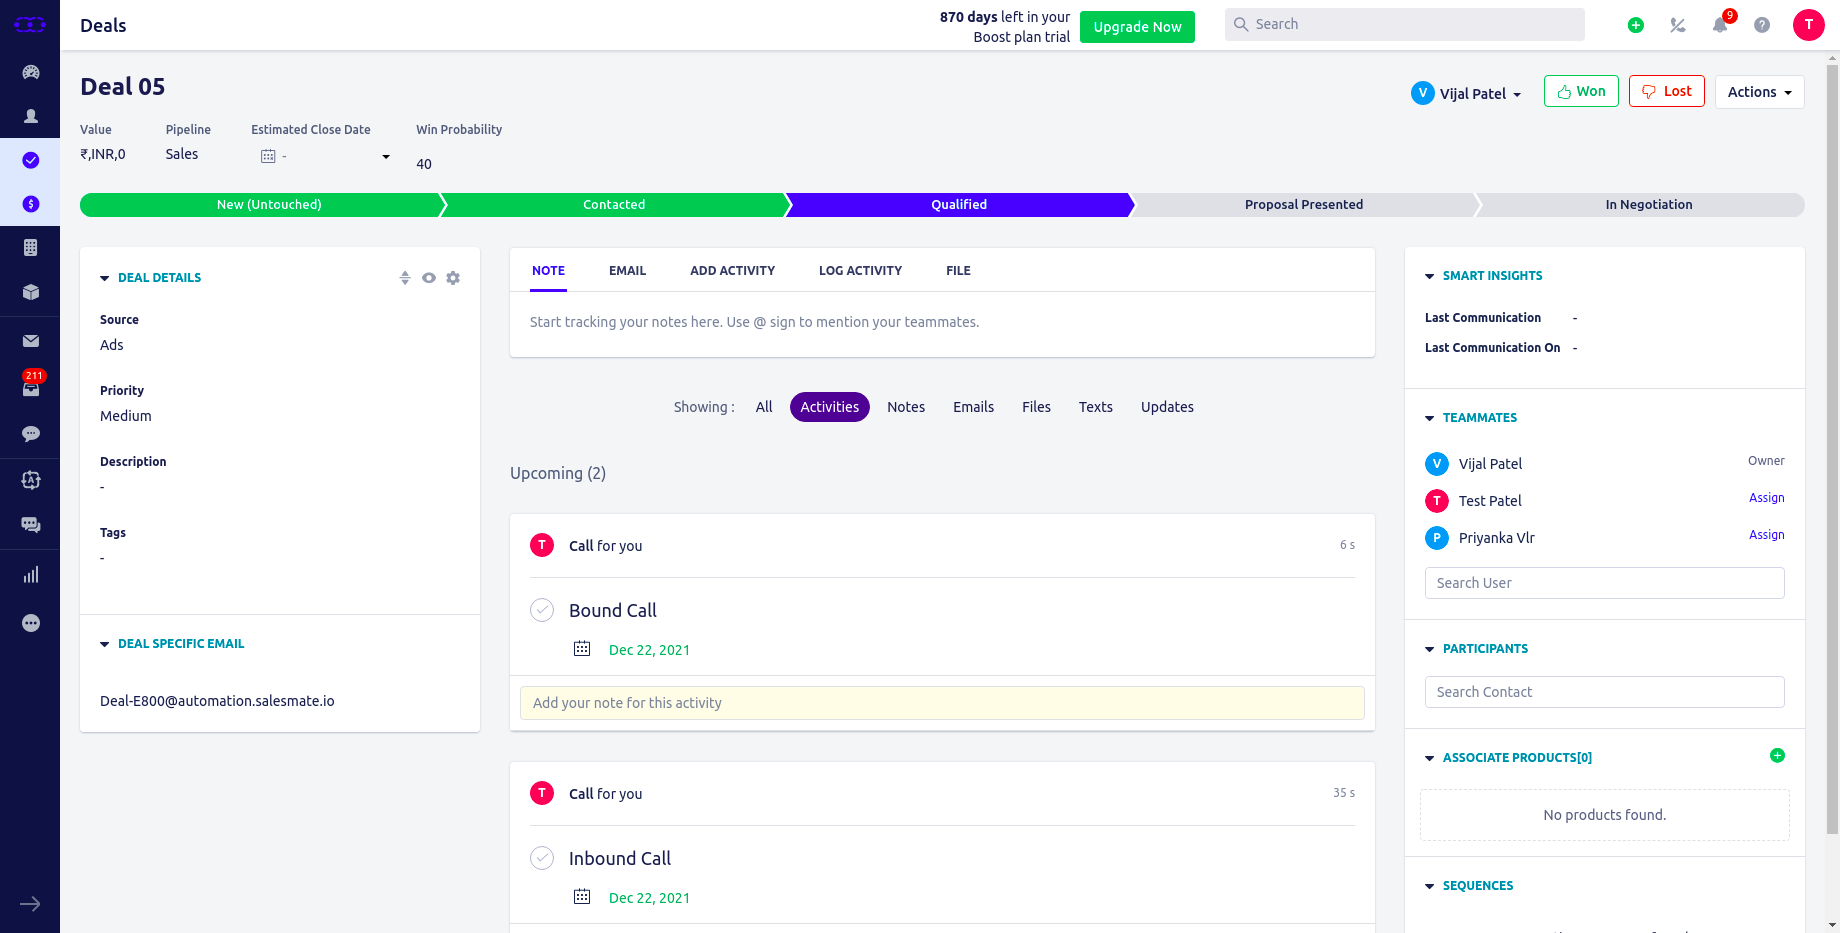 Deals
870 days left in your
Boost plan trial
Upgrade Now
Search
9
T
Deal 05
V Vijal Patel
Won
Lost
Actions
Value
Pipeline
Estimated Close Date
Win Probability
₹,INR,0
Sales
-
40
New (Untouched)
Contacted
Qualified
Proposal Presented
In Negotiation
211
DEAL DETAILS
Source
Ads
Priority
Medium
Description
-
Tags
-
DEAL SPECIFIC EMAIL
Deal-E800@automation.salesmate.io
NOTE
EMAIL
ADD ACTIVITY
LOG ACTIVITY
FILE
Start tracking your notes here. Use @ sign to mention your teammates.
Showing : All Activities Notes Emails Files Texts Updates
Upcoming (2)
T Call for you 6 s
Bound Call
Dec 22, 2021
Add your note for this activity
T Call for you 35 s
Inbound Call
Dec 22, 2021
SMART INSIGHTS
Last Communication -
Last Communication On -
TEAMMATES
V Vijal Patel Owner
T Test Patel Assign
P Priyanka Vlr Assign
Search User
PARTICIPANTS
Search Contact
ASSOCIATE PRODUCTS[0]
No products found.
SEQUENCES